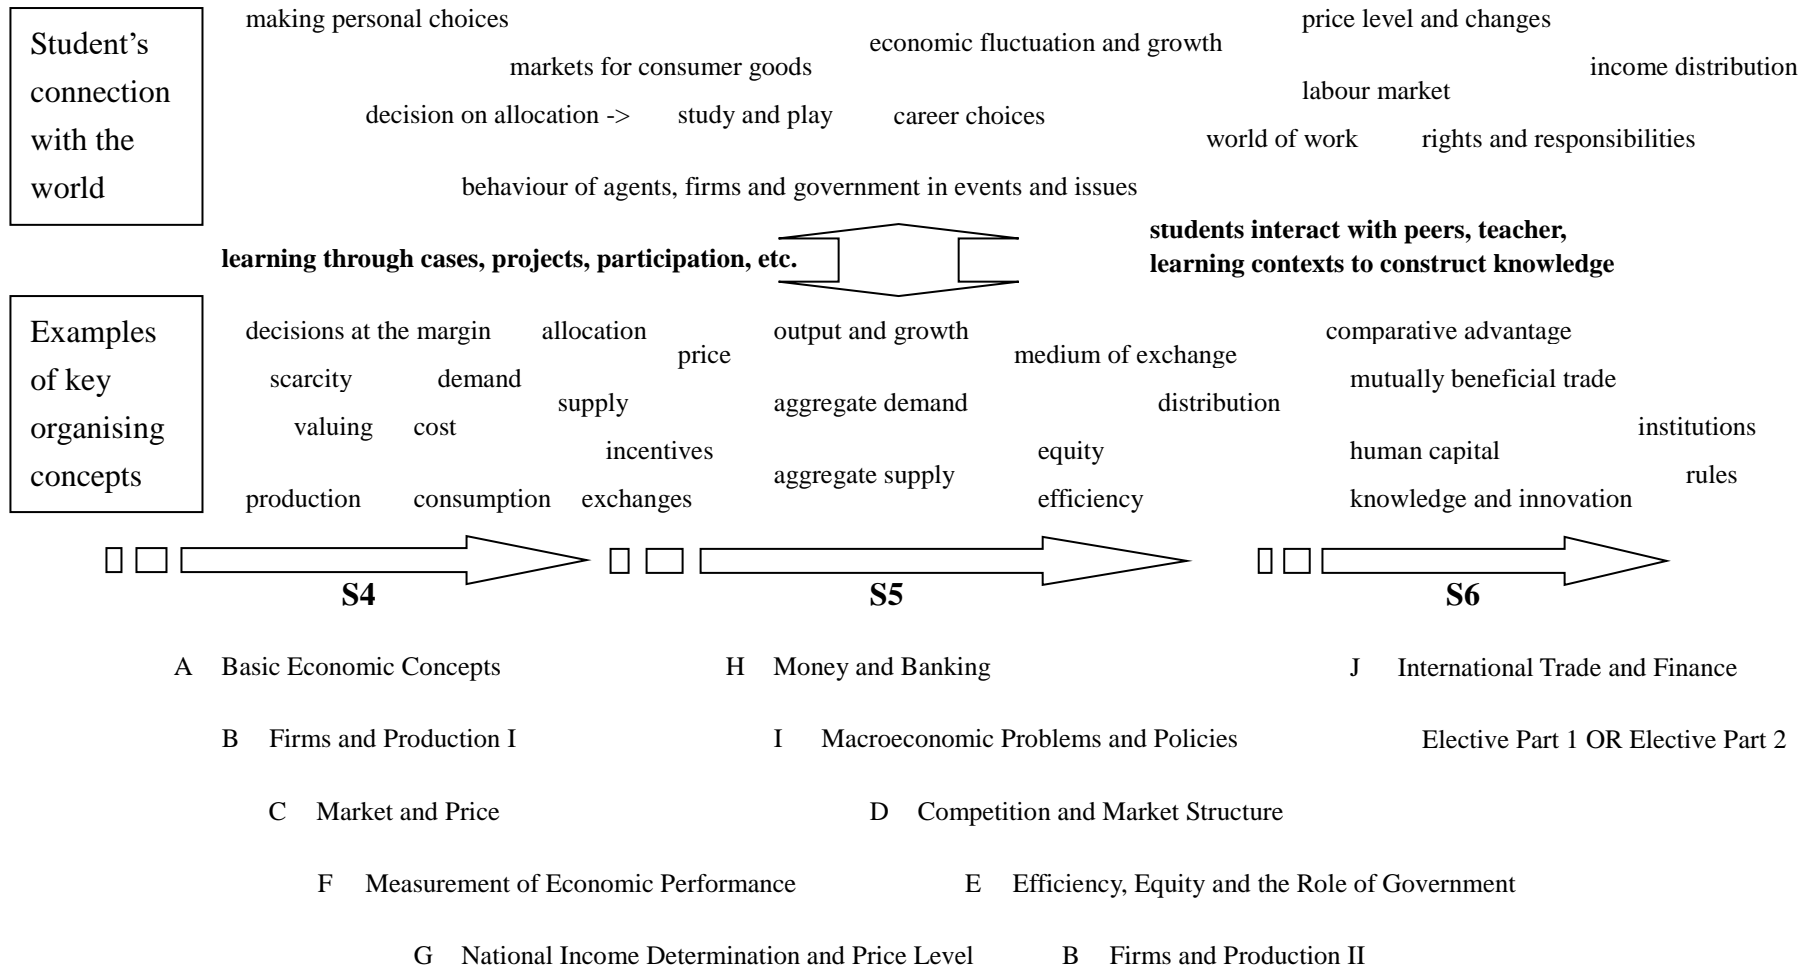 Student’s
connection
with the
world
making personal choices
price level and changes
economic fluctuation and growth
markets for consumer goods
income distribution
labour market
decision on allocation -> study and play career choices
world of work rights and responsibilities
behaviour of agents, firms and government in events and issues
learning through cases, projects, participation, etc.
students interact with peers, teacher,
learning contexts to construct knowledge
Examples
of key
organising
concepts
decisions at the margin allocation output and growth comparative advantage
price medium of exchange
scarcity demand mutually beneficial trade
supply aggregate demand distribution
valuing cost institutions
incentives equity human capital
aggregate supply rules
production consumption exchanges efficiency knowledge and innovation
S4 S5 S6
A Basic Economic Concepts H Money and Banking J International Trade and Finance
B Firms and Production I I Macroeconomic Problems and Policies Elective Part 1 OR Elective Part 2
C Market and Price D Competition and Market Structure
F Measurement of Economic Performance E Efficiency, Equity and the Role of Government
G National Income Determination and Price Level B Firms and Production II